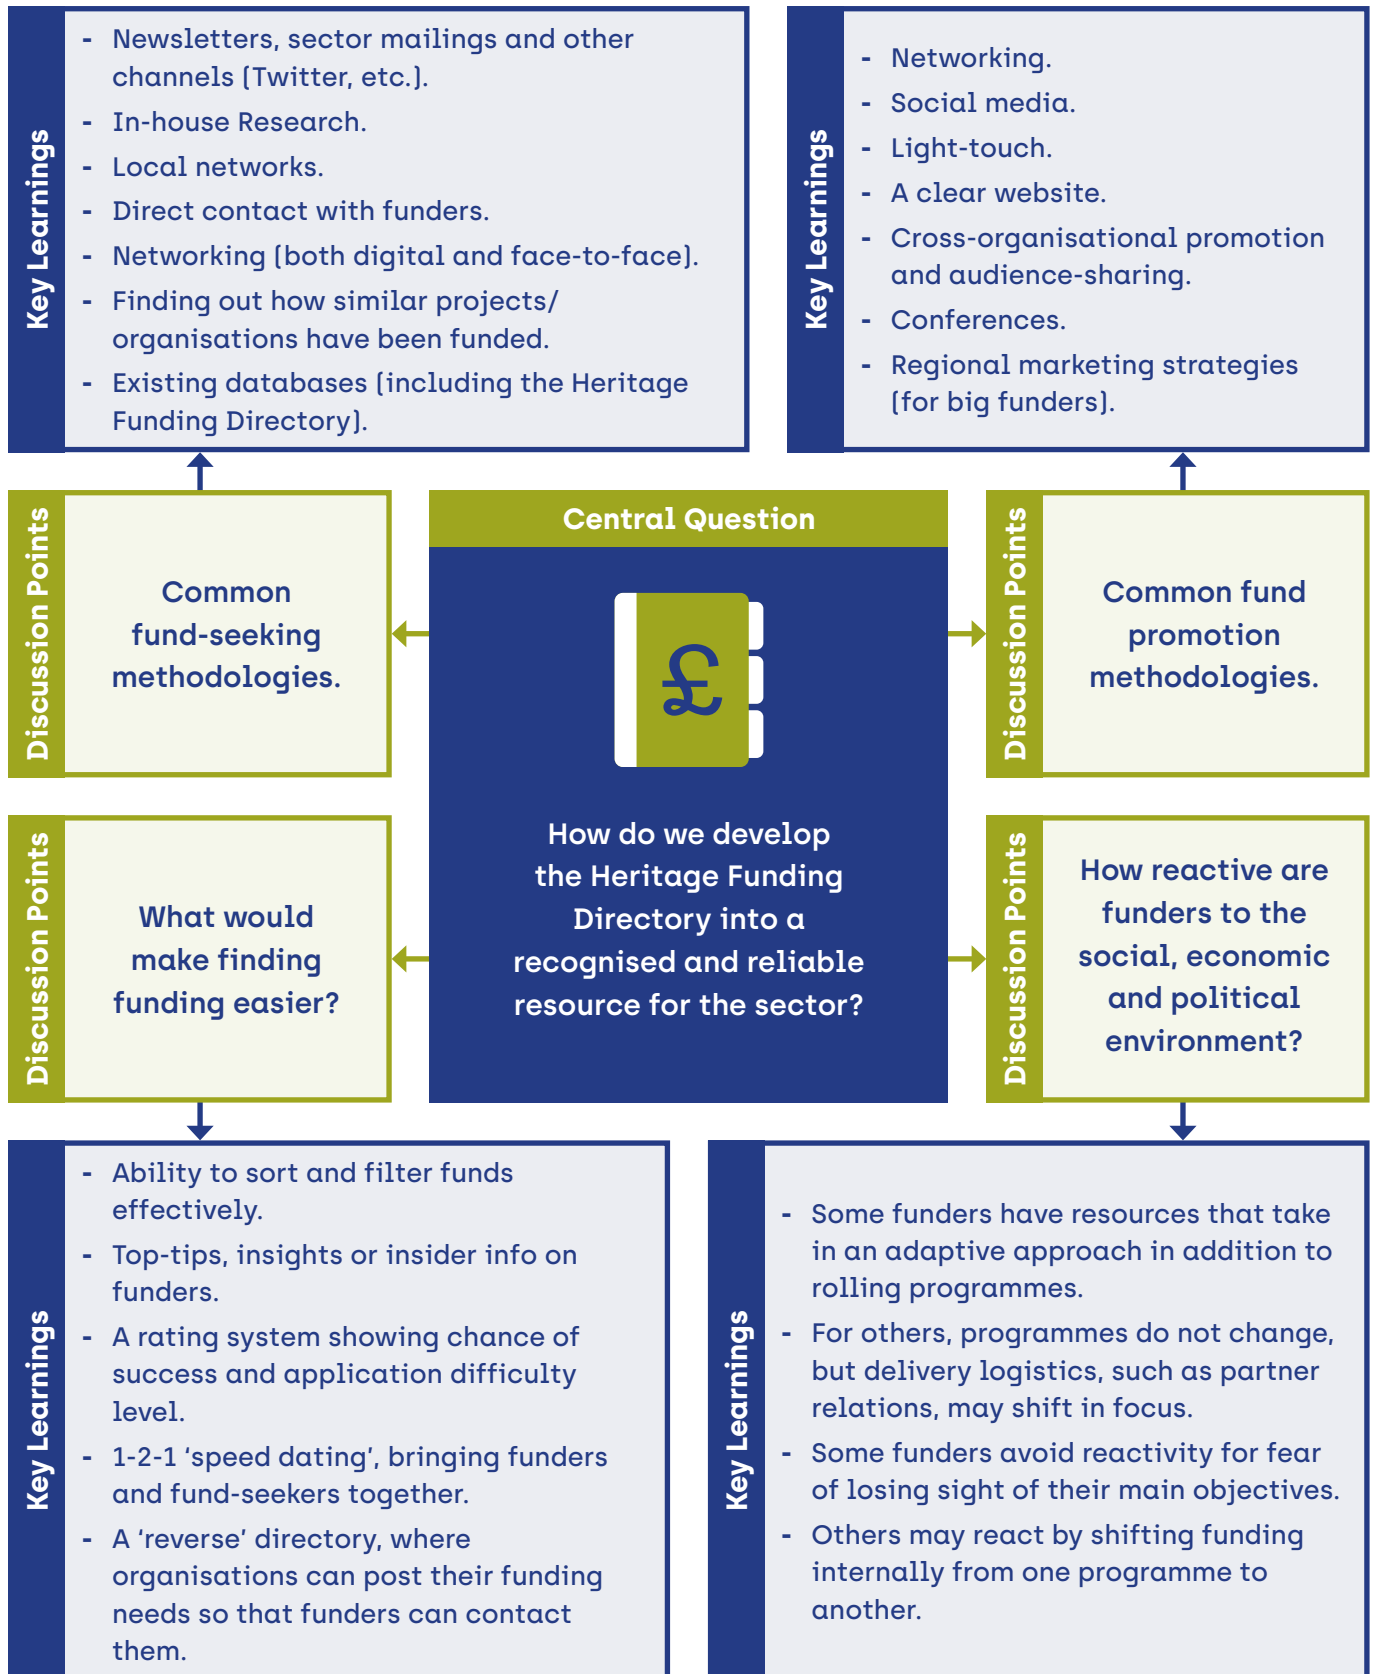 Key Learnings
- Newsletters, sector mailings and other
channels (Twitter, etc.).
- In-house Research.
- Local networks.
- Direct contact with funders.
- Networking (both digital and face-to-face).
- Finding out how similar projects/
organisations have been funded.
- Existing databases (including the Heritage
Funding Directory).
Key Learnings
- Networking.
- Social media.
- Light-touch.
- A clear website.
- Cross-organisational promotion
and audience-sharing.
- Conferences.
- Regional marketing strategies
(for big funders).
Discussion Points
Common
fund-seeking
methodologies.
Central Question
£
How do we develop
the Heritage Funding
Directory into a
recognised and reliable
resource for the sector?
Discussion Points
Common fund
promotion
methodologies.
Discussion Points
What would
make finding
funding easier?
Discussion Points
How reactive are
funders to the
social, economic
and political
environment?
Key Learnings
- Ability to sort and filter funds
effectively.
- Top-tips, insights or insider info on
funders.
- A rating system showing chance of
success and application difficulty
level.
- 1-2-1 ‘speed dating’, bringing funders
and fund-seekers together.
- A ‘reverse’ directory, where
organisations can post their funding
needs so that funders can contact
them.
Key Learnings
- Some funders have resources that take
in an adaptive approach in addition to
rolling programmes.
- For others, programmes do not change,
but delivery logistics, such as partner
relations, may shift in focus.
- Some funders avoid reactivity for fear
of losing sight of their main objectives.
- Others may react by shifting funding
internally from one programme to
another.